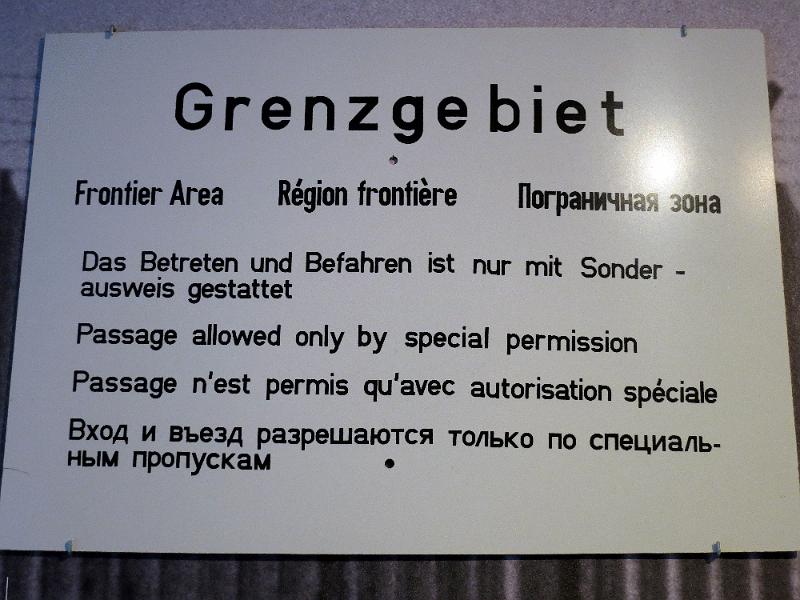 Grenzgebiet
Frontier Area Région frontière Пограничная зона
Das Betreten und Befahren ist nur mit Sonder -
ausweis gestattet
Passage allowed only by special permission
Passage n'est permis qu'avec autorisation spéciale
Вход и въезд разрешаются только по специаль-
ным пропускам